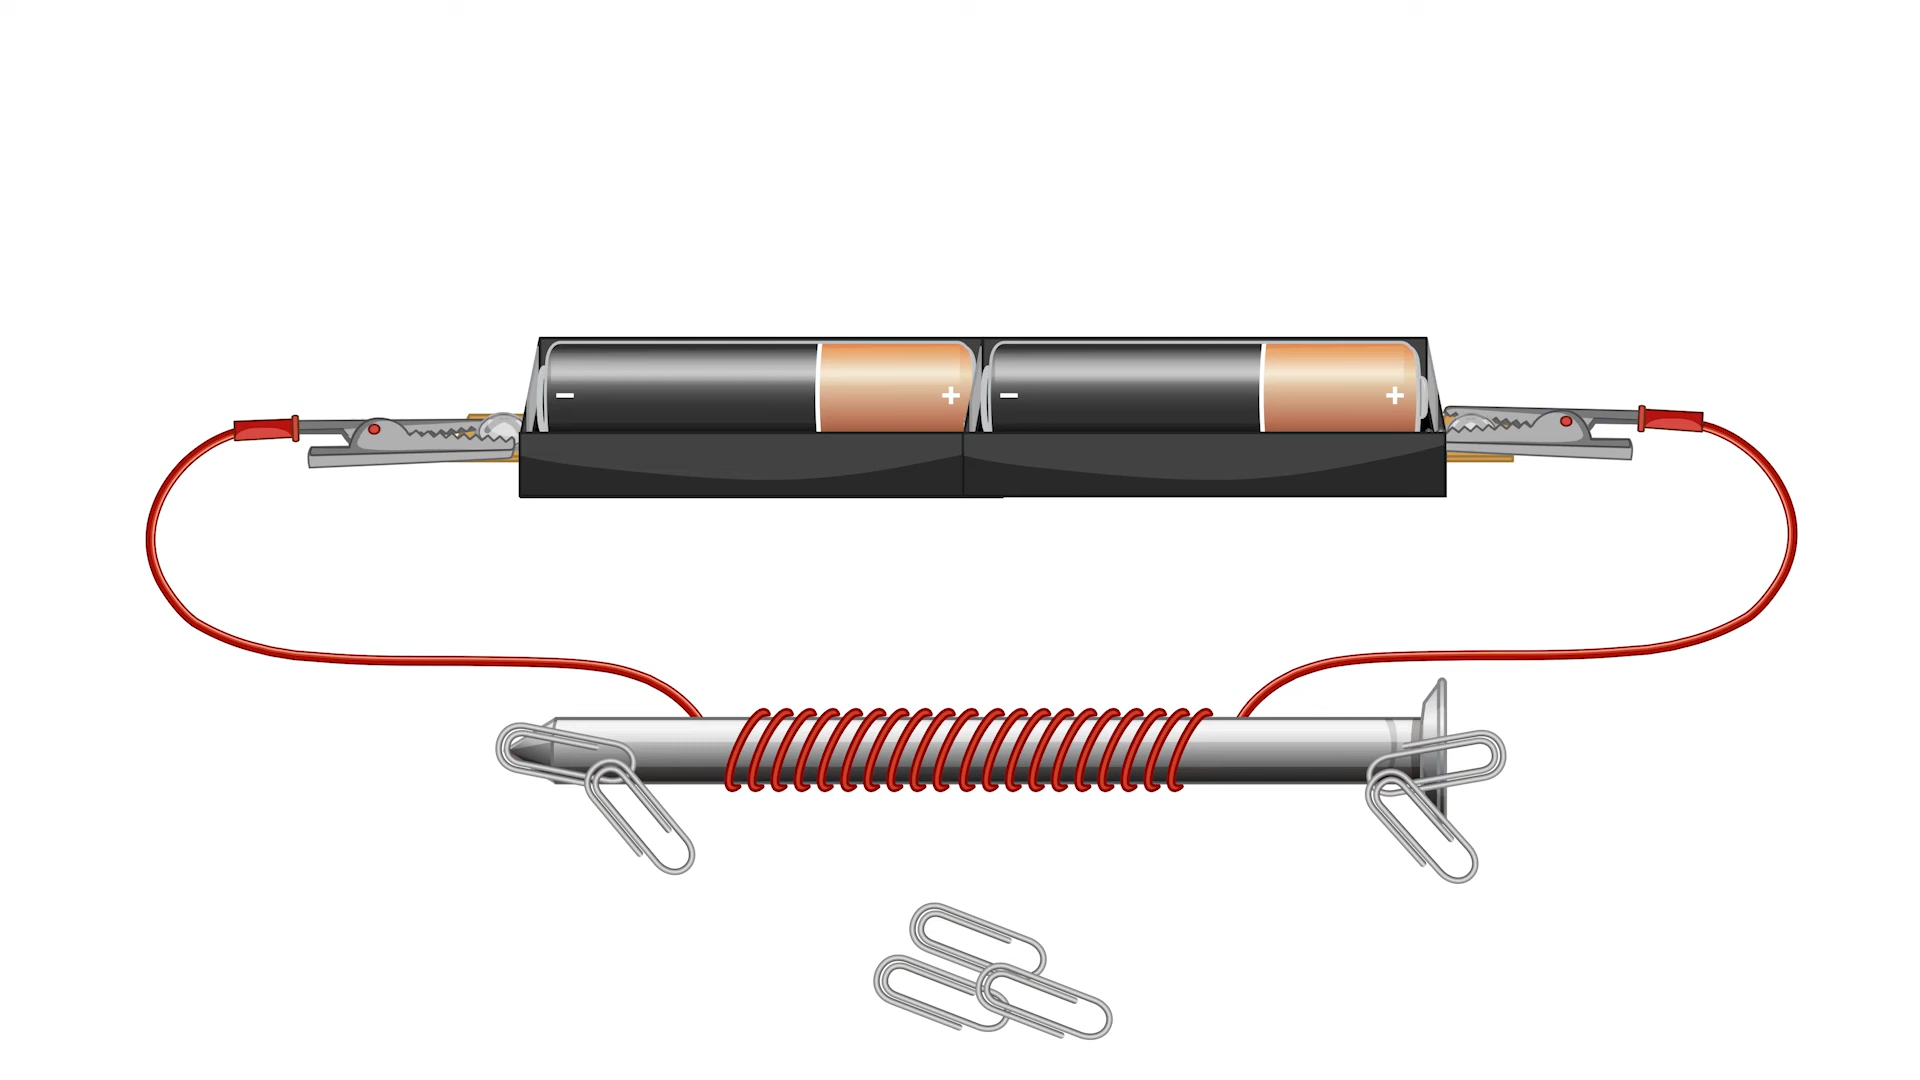 − + − +